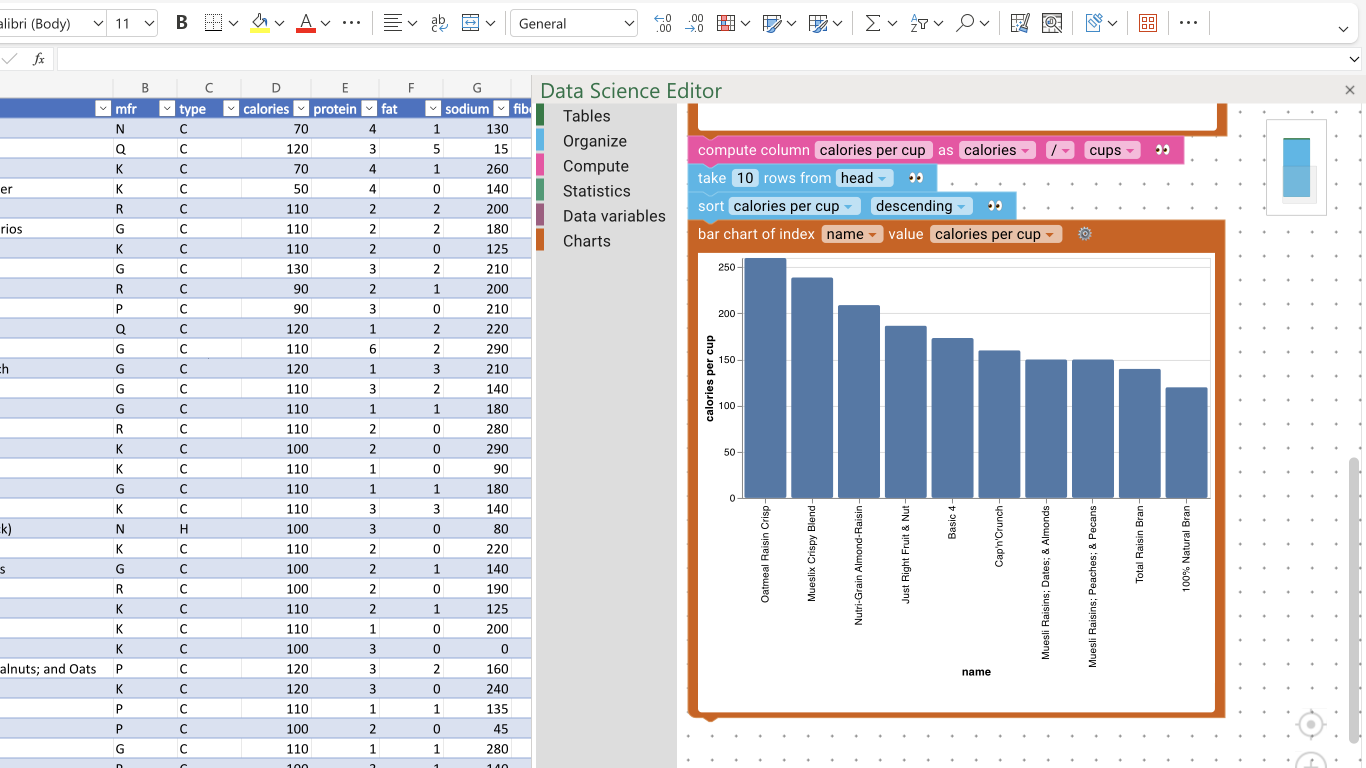 alibri (Body) 11 B A ab General .00 .00
fx
Data Science Editor
B C D E F G
mfr type calories protein fat sodium fibe
N C 70 4 1 130
Q C 120 3 5 15
K C 70 4 1 260
er K C 50 4 0 140
R C 110 2 2 200
rios G C 110 2 2 180
K C 110 2 0 125
G C 130 3 2 210
R C 90 2 1 200
P C 90 3 0 210
Q C 120 1 2 220
G C 110 6 2 290
ch G C 120 1 3 210
G C 110 3 2 140
G C 110 1 1 180
R C 110 2 0 280
K C 100 2 0 290
K C 110 1 0 90
G C 110 1 1 180
K C 110 3 3 140
ck) N H 100 3 0 80
K C 110 2 0 220
s G C 100 2 1 140
R C 100 2 0 190
K C 110 2 1 125
K C 110 1 0 200
K C 100 3 0 0
alnuts; and Oats P C 120 3 2 160
K C 120 3 0 240
P C 110 1 1 135
P C 100 2 0 45
G C 110 1 1 280
Tables
Organize
Compute
Statistics
Data variables
Charts
compute column calories per cup as calories / cups
take 10 rows from head
sort calories per cup descending
bar chart of index name value calories per cup
calories per cup
250
200
150
100
50
0
Oatmeal Raisin Crisp
Mueslix Crispy Blend
Nutri-Grain Almond-Raisin
Just Right Fruit & Nut
Basic 4
Cap'n'Crunch
Muesli Raisins; Dates; & Almonds
Muesli Raisins; Peaches; & Pecans
Total Raisin Bran
100% Natural Bran
name